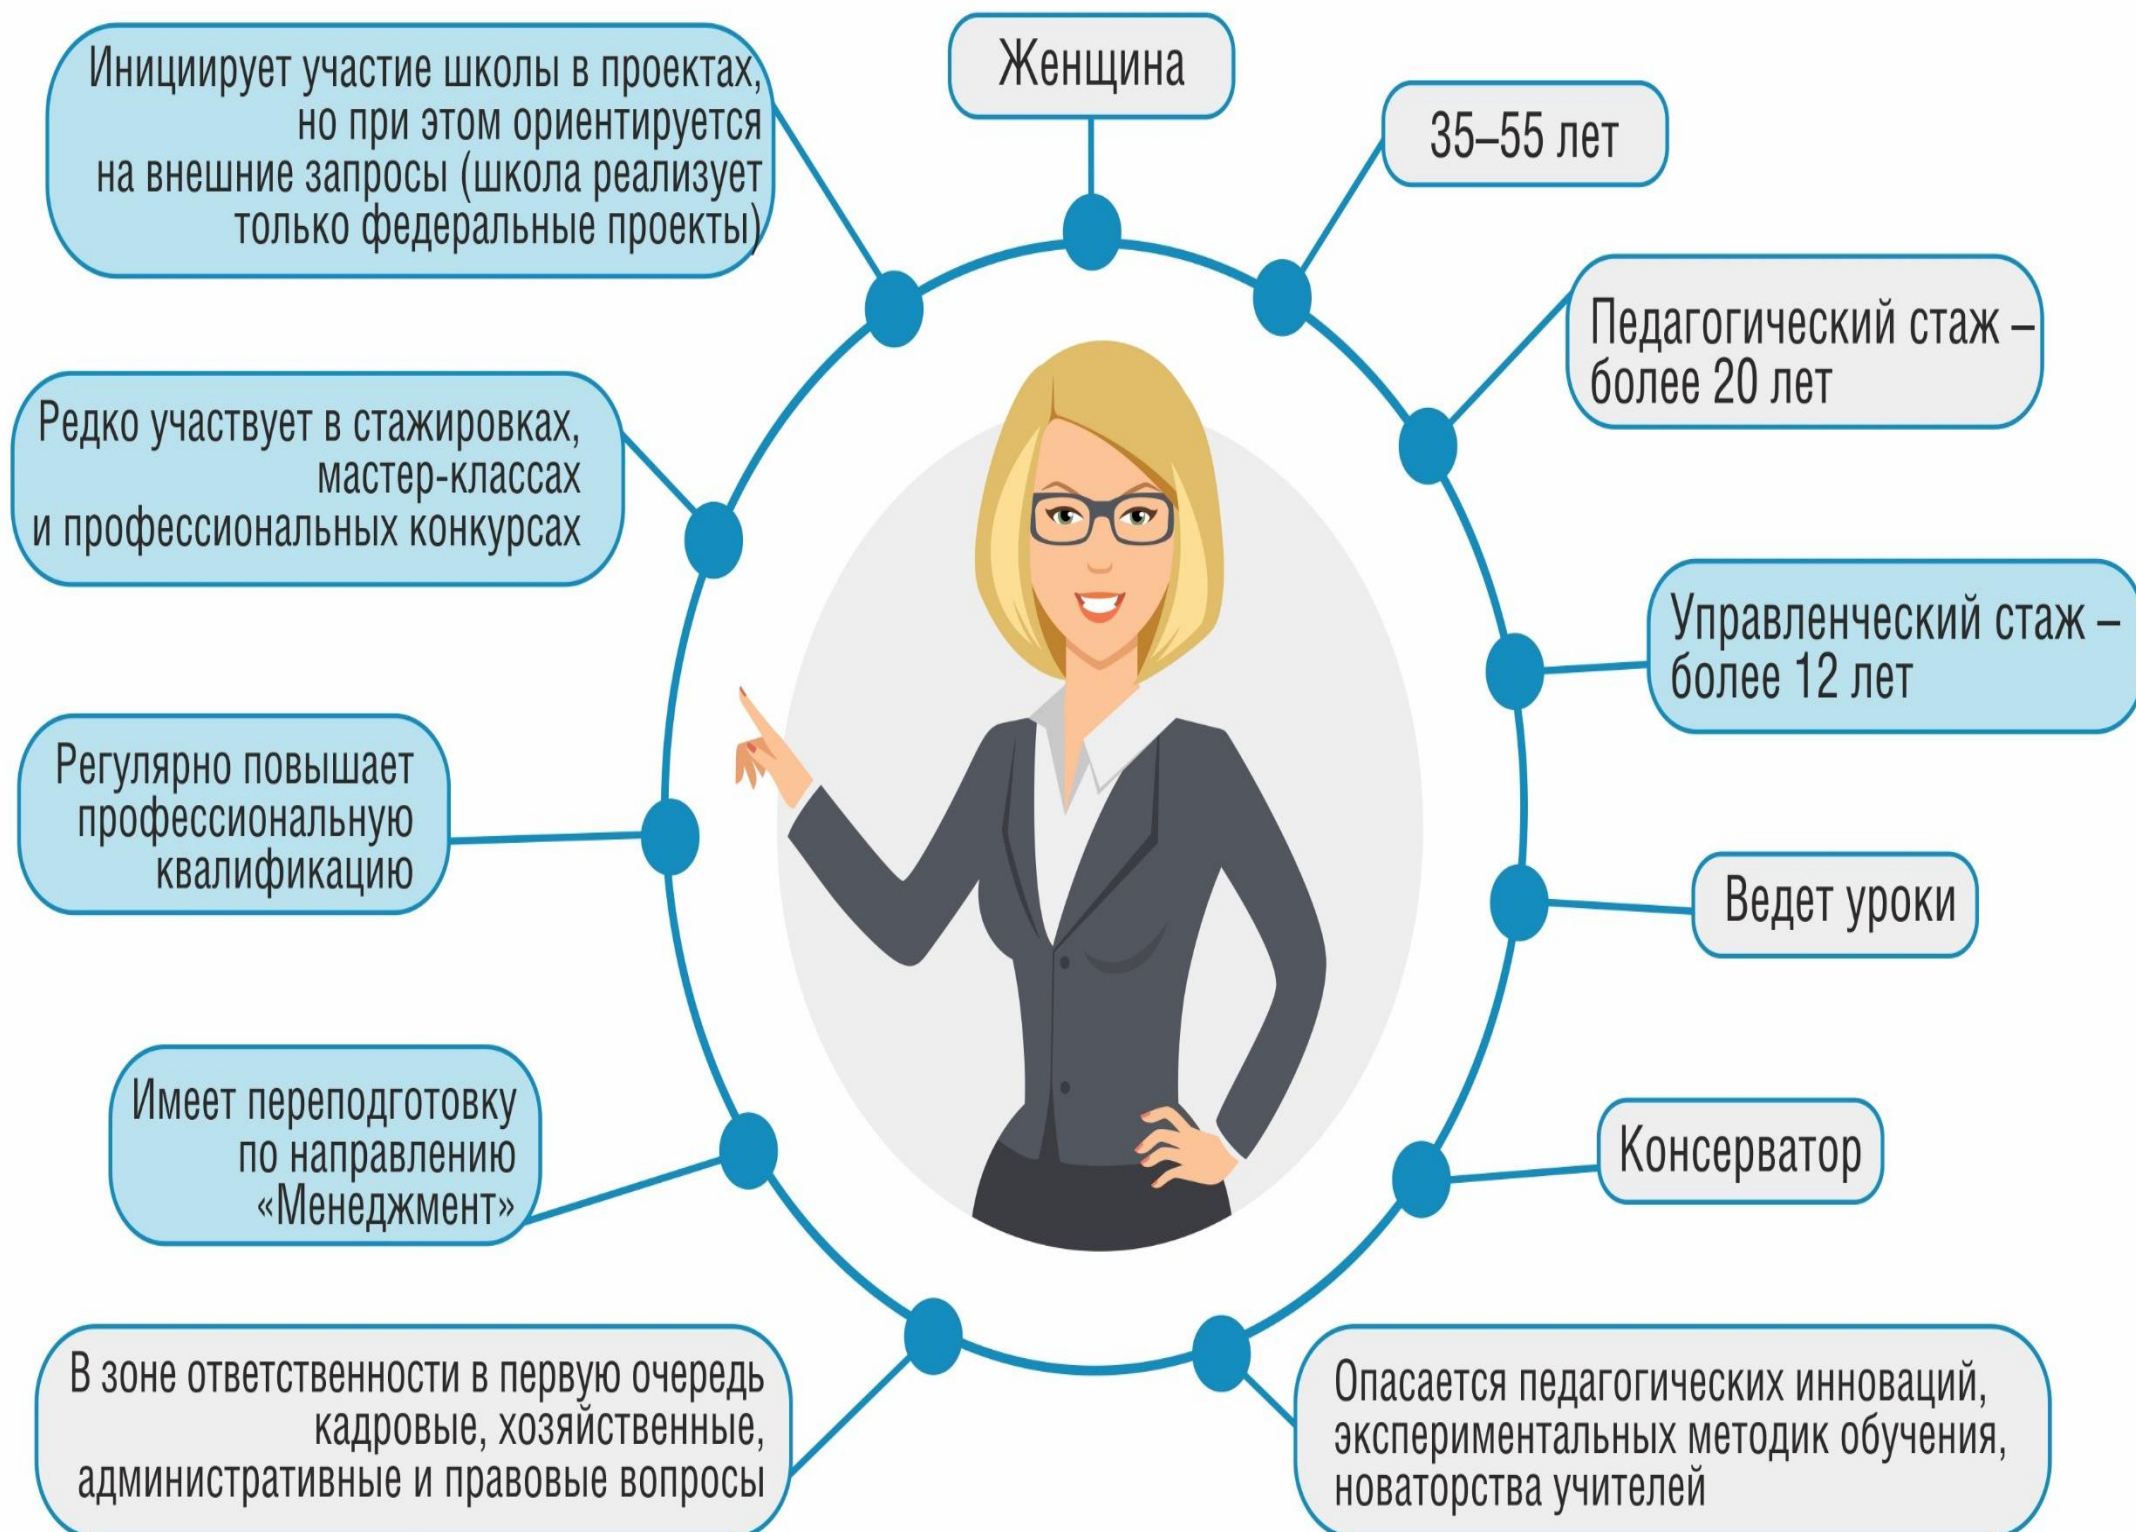 Женщина
35–55 лет
Педагогический стаж –
более 20 лет
Управленческий стаж –
более 12 лет
Ведет уроки
Консерватор
Опасается педагогических инноваций,
экспериментальных методик обучения,
новаторства учителей
В зоне ответственности в первую очередь
кадровые, хозяйственные,
административные и правовые вопросы
Имеет переподготовку
по направлению
«Менеджмент»
Регулярно повышает
профессиональную
квалификацию
Редко участвует в стажировках,
мастер-классах
и профессиональных конкурсах
Инициирует участие школы в проектах,
но при этом ориентируется
на внешние запросы (школа реализует
только федеральные проекты)